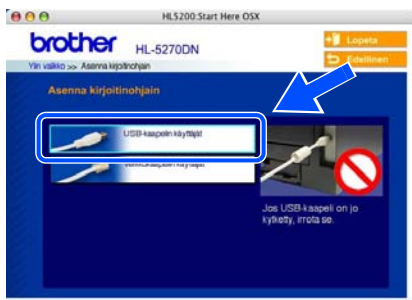 HL5200:Start Here OSX
brother HL-5270DN
Lopeta
Edellinen
Ylin valikko >> Asenna kirjoitinohjain
Asenna kirjoitinohjain
USB-kaapelin käyttäjät
Verkkokaapelin käyttäjät
Jos USB-kaapeli on jo
kytketty, irrota se.